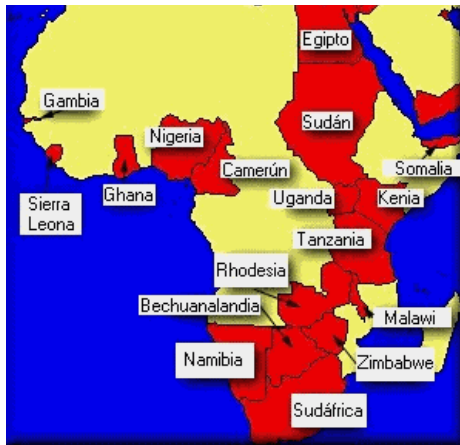 Egipto
Gambia
Nigeria
Sudán
Camerún
Somalia
Sierra
Leona
Ghana
Uganda
Kenia
Tanzania
Rhodesia
Bechuanalandia
Malawi
Namibia
Zimbabwe
Sudáfrica